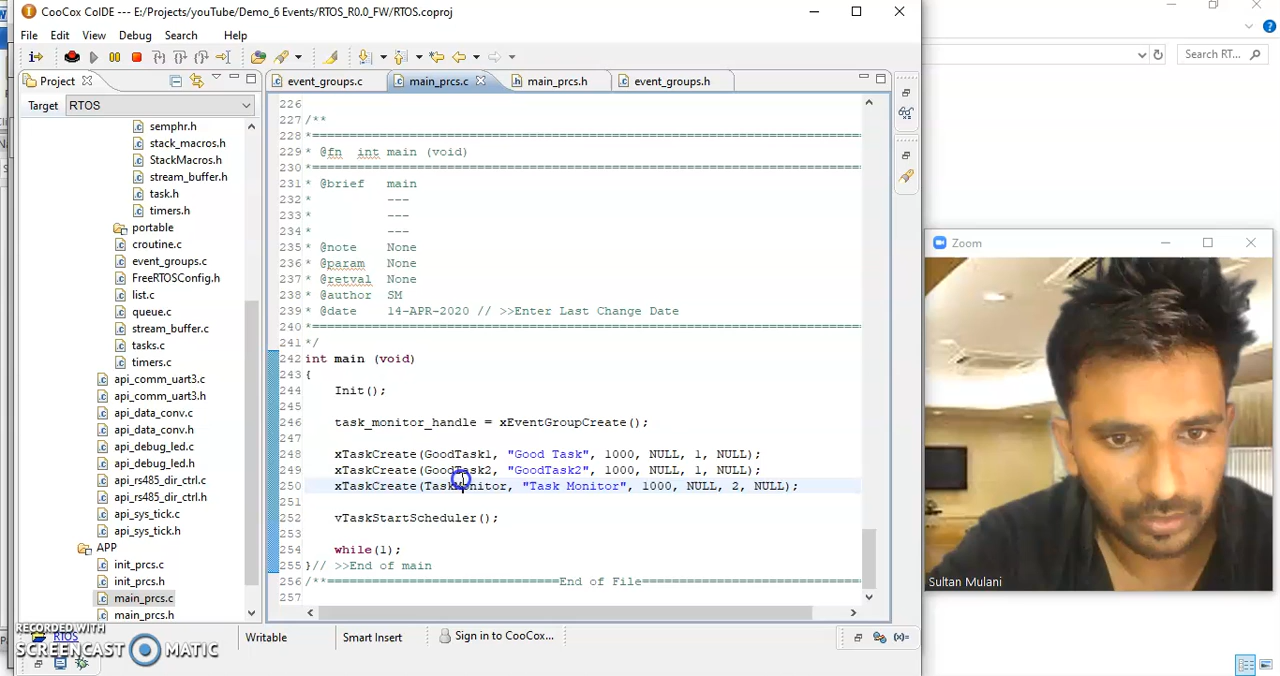 CooCox CoIDE --- E:/Projects/youTube/Demo_6 Events/RTOS_R0.0_FW/RTOS.coproj
File Edit View Debug Search Help
Search RT...
Project
event_groups.c
main_prcs.c
main_prcs.h
event_groups.h
Target RTOS
semphr.h
stack_macros.h
StackMacros.h
stream_buffer.h
task.h
timers.h
portable
croutine.c
event_groups.c
FreeRTOSConfig.h
list.c
queue.c
stream_buffer.c
tasks.c
timers.c
api_comm_uart3.c
api_comm_uart3.h
api_data_conv.c
api_data_conv.h
api_debug_led.c
api_debug_led.h
api_rs485_dir_ctrl.c
api_rs485_dir_ctrl.h
api_sys_tick.c
api_sys_tick.h
APP
init_prcs.c
init_prcs.h
main_prcs.c
main_prcs.h
RTOS
226
227 /**
228 *=============================================================================
229 * @fn int main (void)
230 *=============================================================================
231 * @brief main
232 * ---
233 * ---
234 * ---
235 * @note None
236 * @param None
237 * @retval None
238 * @author SM
239 * @date 14-APR-2020 // >>Enter Last Change Date
240 *=============================================================================
241 */
242 int main (void)
243 {
244 Init();
245
246 task_monitor_handle = xEventGroupCreate();
247
248 xTaskCreate(GoodTask1, "Good Task", 1000, NULL, 1, NULL);
249 xTaskCreate(GoodTask2, "GoodTask2", 1000, NULL, 1, NULL);
250 xTaskCreate(TaskMonitor, "Task Monitor", 1000, NULL, 2, NULL);
251
252 vTaskStartScheduler();
253
254 while(1);
255 }// >>End of main
256 /**================================End of File===========================================
257
Writable Smart Insert Sign in to CooCox...
Zoom
Sultan Mulani
RECORDED WITH
SCREENCAST MATIC